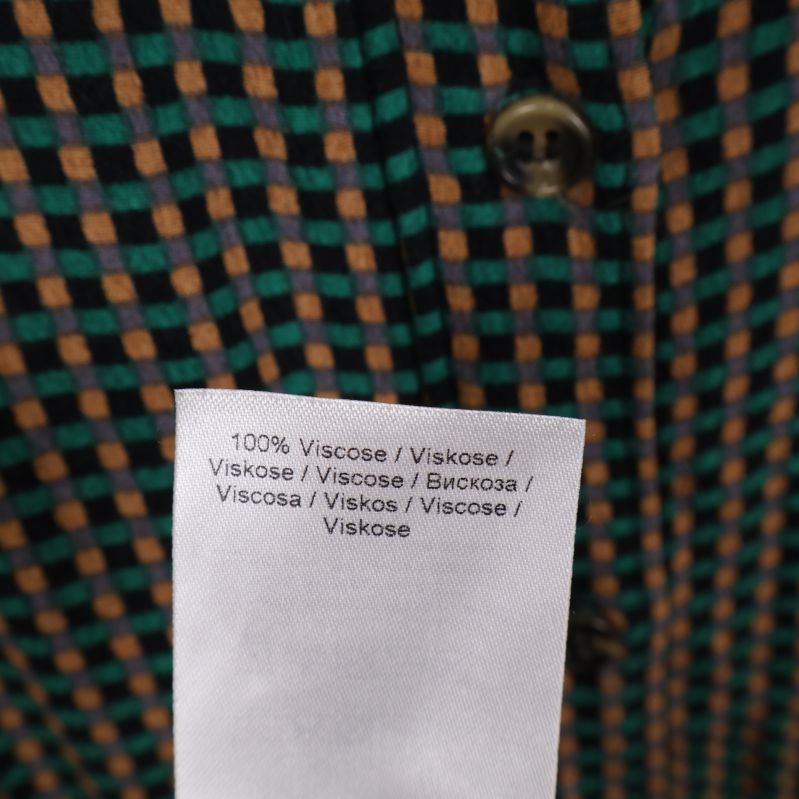 100% Viscose / Viskose /
Viskose / Viscose / Вискоза /
Viscosa / Viskos / Viscose /
Viskose